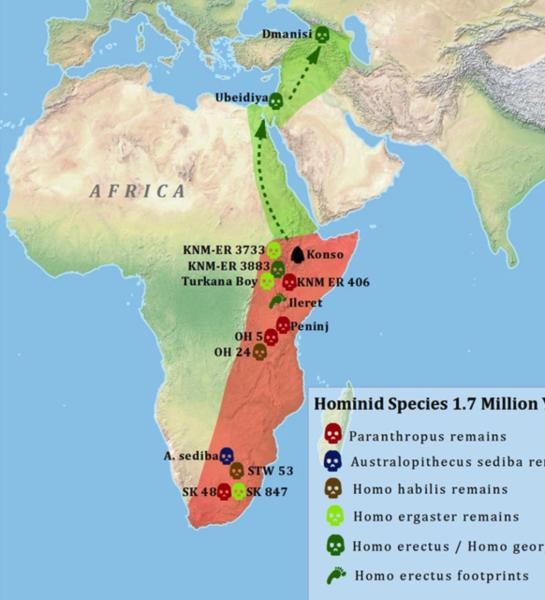 Dmanisi
Ubeidiya
AFRICA
KNM-ER 3733
Konso
KNM-ER 3883
Turkana Boy
KNM ER 406
Ileret
Peninj
OH 5
OH 24
A. sediba
STW 53
SK 48
SK 847
Hominid Species 1.7 Million Y
Paranthropus remains
Australopithecus sediba re
Homo habilis remains
Homo ergaster remains
Homo erectus / Homo geor
Homo erectus footprints